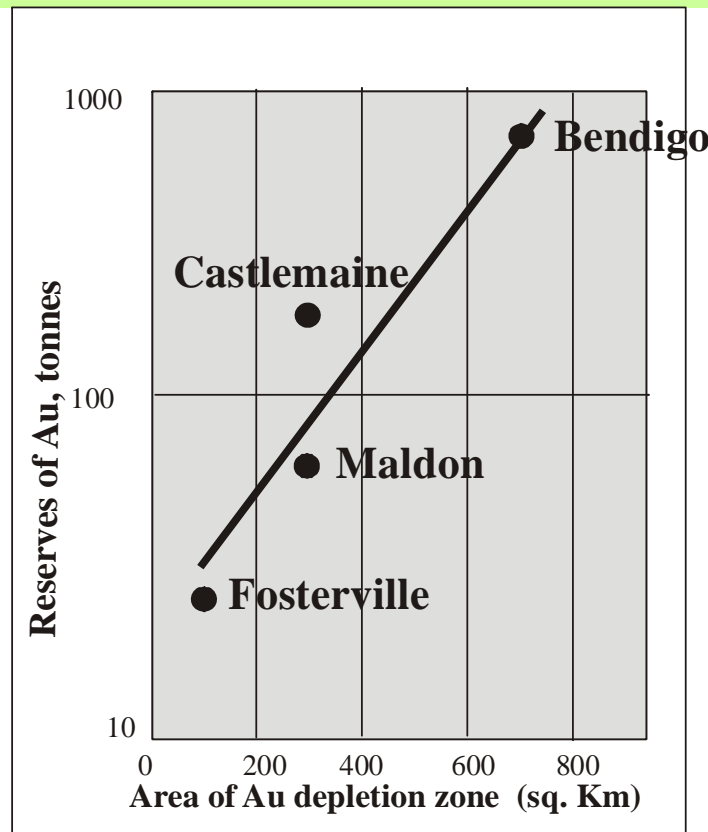 1000
Bendigo
Castlemaine
Reserves of Au, tonnes
100
Maldon
Fosterville
10
0 200 400 600 800
Area of Au depletion zone (sq. Km)